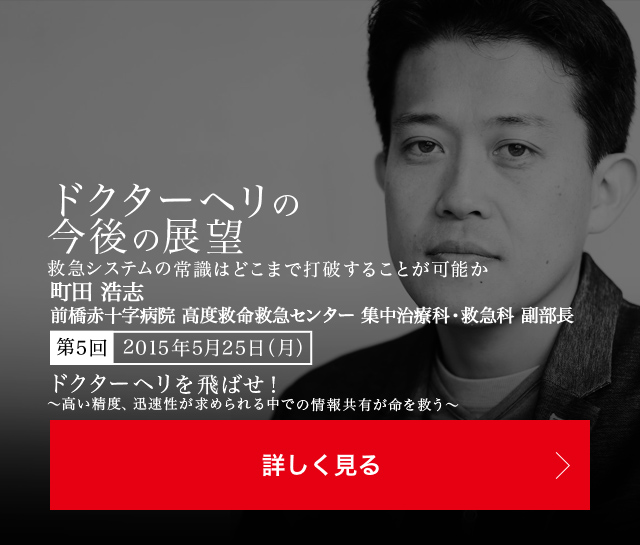 ドクターヘリの
今後の展望
救急システムの常識はどこまで打破することが可能か
町田 浩志
前橋赤十字病院 高度救命救急センター 集中治療科・救急科 副部長
第5回 2015年5月25日(月)
ドクターヘリを飛ばせ!
〜高い精度、迅速性が求められる中での情報共有が命を救う〜
詳しく見る